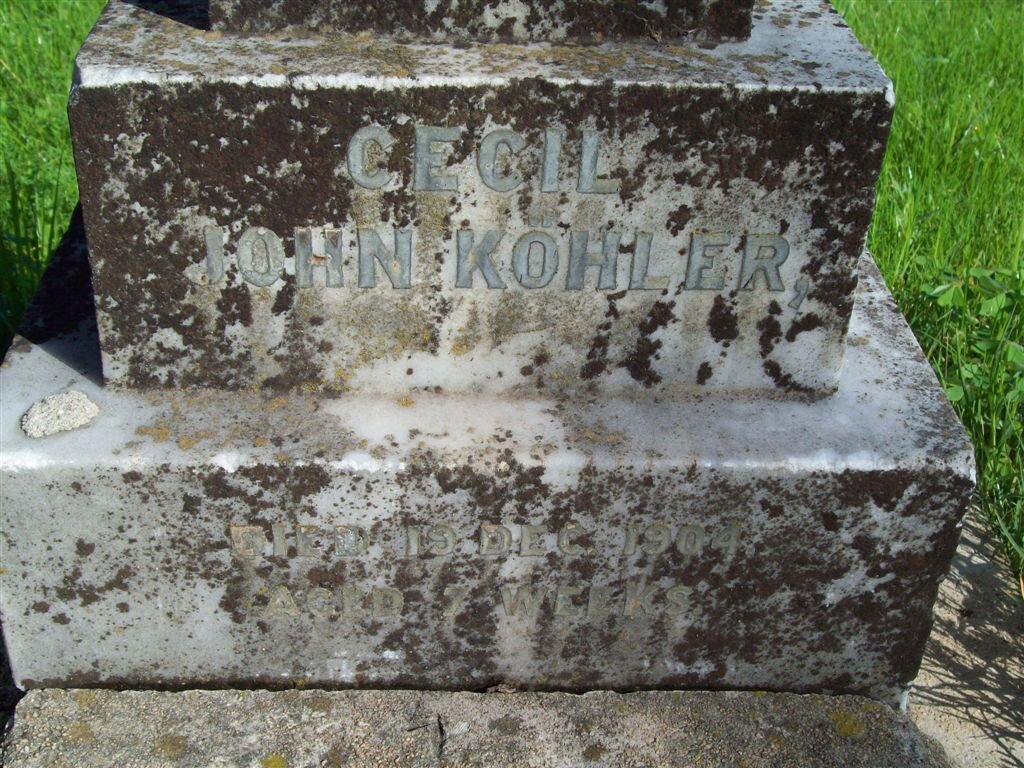 CECIL
JOHN KÖHLER,
DIED 19 DEC. 1904.
AGED 7 WEEKS